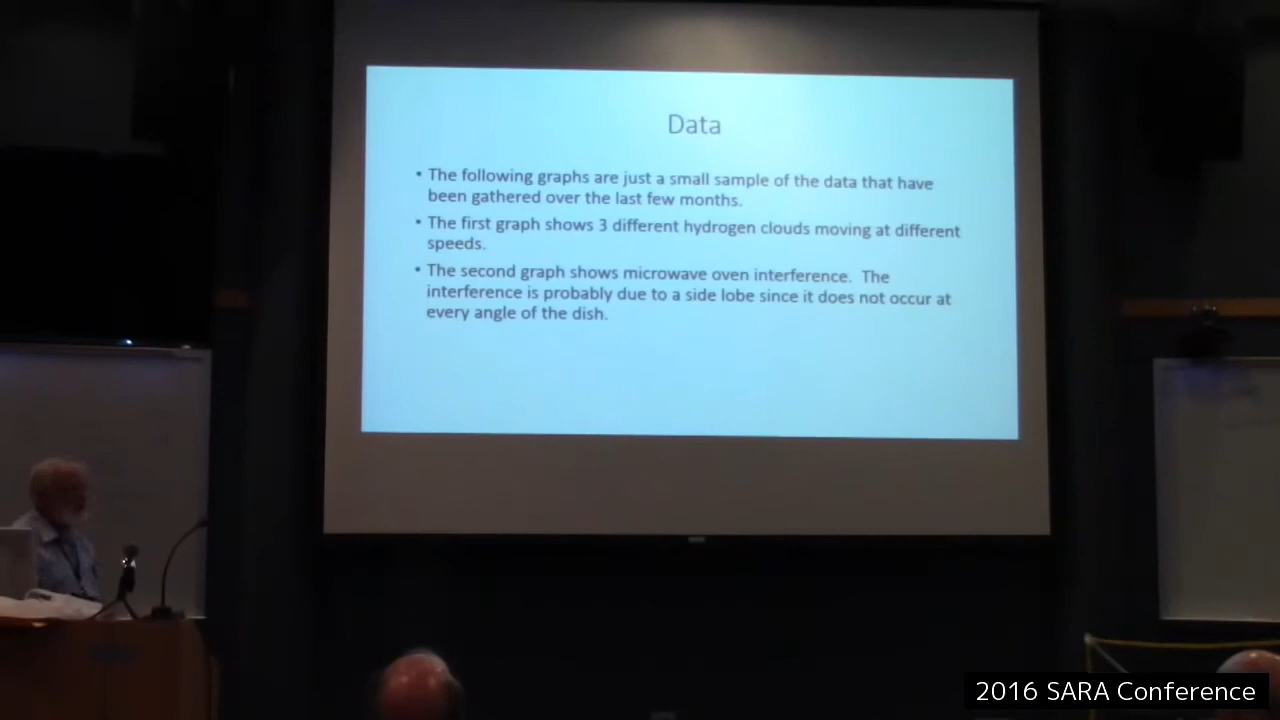 Data
• The following graphs are just a small sample of the data that have
been gathered over the last few months.
• The first graph shows 3 different hydrogen clouds moving at different
speeds.
• The second graph shows microwave oven interference. The
interference is probably due to a side lobe since it does not occur at
every angle of the dish.
2016 SARA Conference